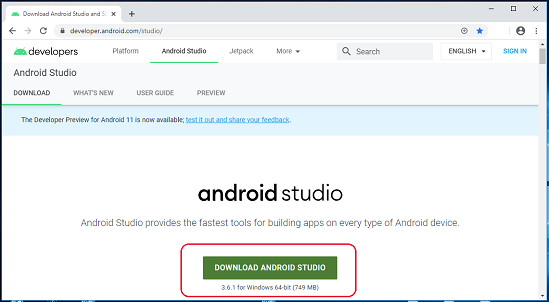 Download Android Studio and S
developer.android.com/studio/
developers Platform Android Studio Jetpack More Search ENGLISH SIGN IN
Android Studio
DOWNLOAD WHAT'S NEW USER GUIDE PREVIEW
The Developer Preview for Android 11 is now available; test it out and share your feedback.
android studio
Android Studio provides the fastest tools for building apps on every type of Android device.
DOWNLOAD ANDROID STUDIO
3.6.1 for Windows 64-bit (749 MB)